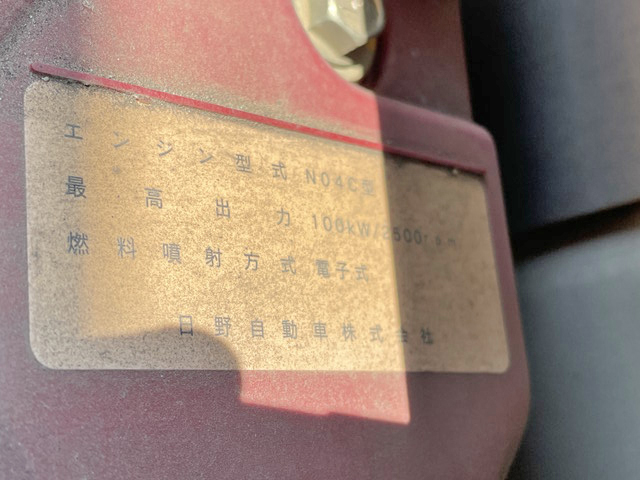 エンジン型式 N04C型
最高出力 100kW/2500r.p.m
燃料噴射方式 電子式
日野自動車株式会社